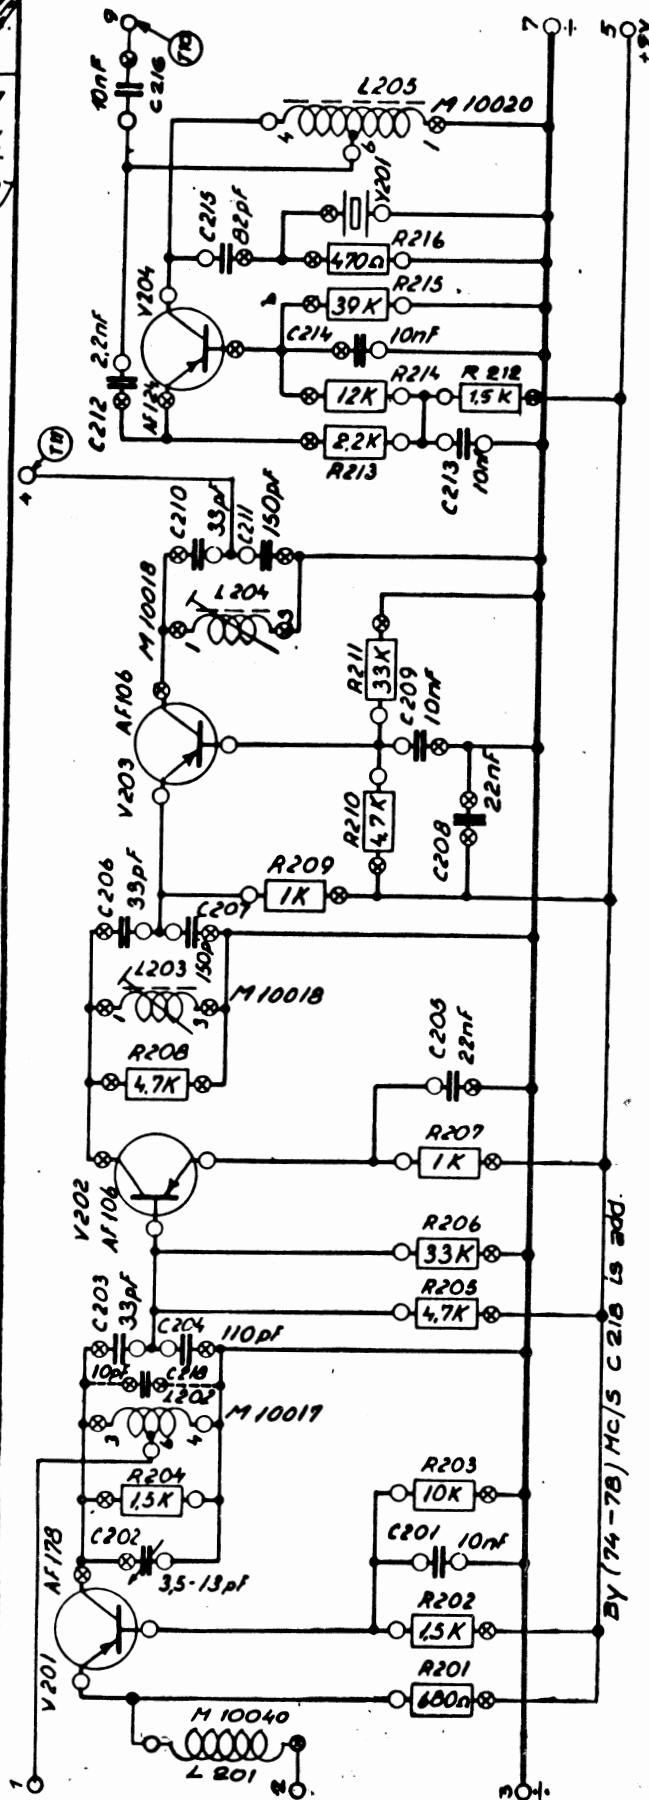 9
T10
10nF
C216
7 ÷
5
+9V
L205
M 10020
4
6
1
C215
82pF
Y201
R216
470Ω
R215
39K
V204
AF124
2,2nF
C212
C214
10nF
R214
12K
R212
1,5K
8,2K
R213
C213
10nF
T11
4
C210
33pF
C211
150pF
M 10018
L204
1
3
AF106
V203
R211
33K
C209
10nF
R210
4,7K
C208
22nF
C206
33pF
R209
1K
C207
150pF
L203
M 10018
1
3
R208
4,7K
C205
22nF
V202
AF106
R207
1K
R206
33K
R205
4,7K
C203
33pF
C204
110pF
10pF
C218
L202
M 10017
3
6
4
R204
1,5K
C202
3,5-13pF
AF178
V201
R203
10K
C201
10nF
R202
1,5K
R201
680Ω
M 10040
L 201
1
2
3 ÷
By (74-78) Mc/s C 218 is add.